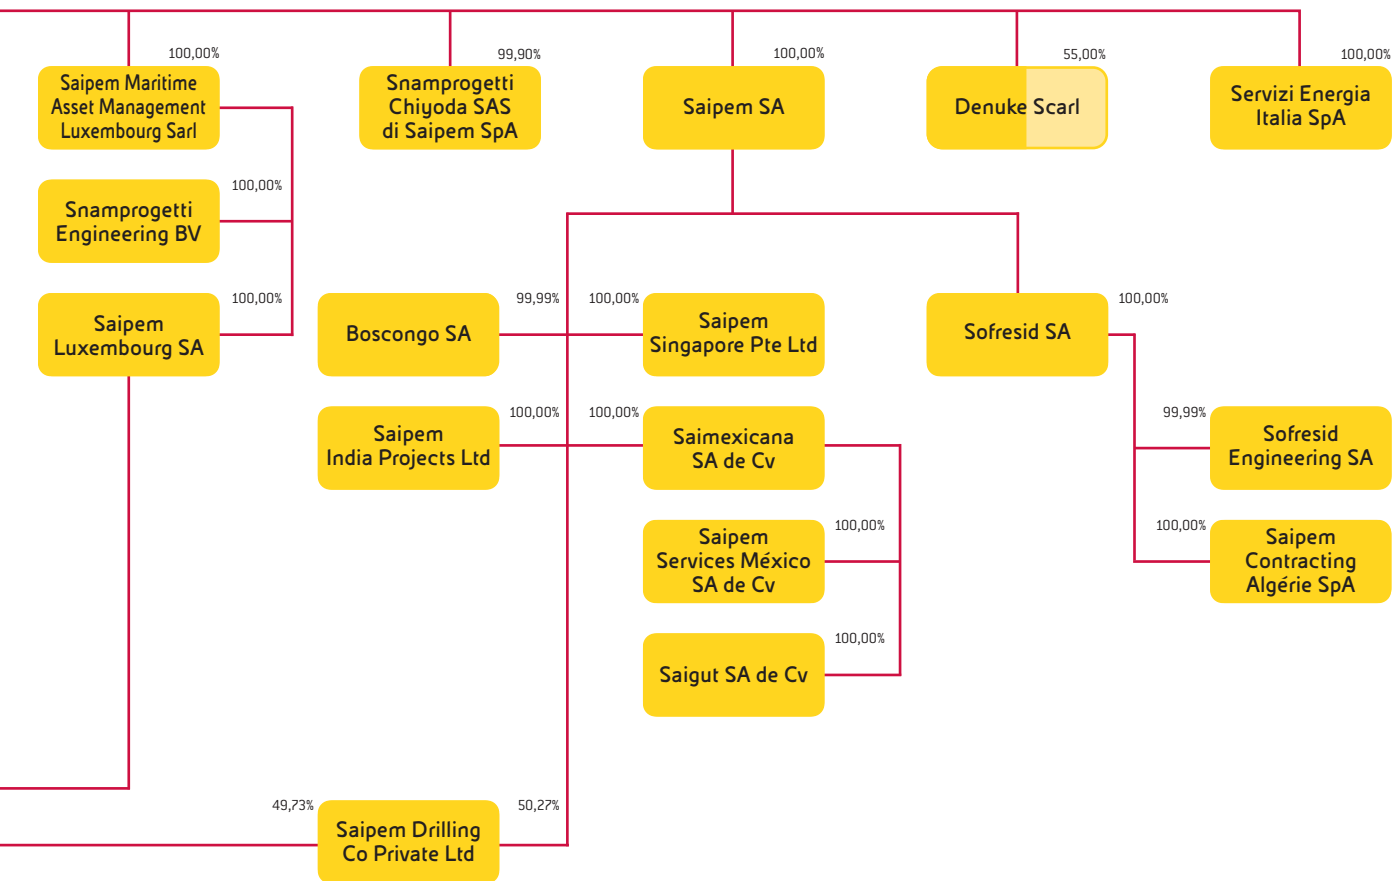 100,00%
99,90%
100,00%
55,00%
100,00%
Saipem Maritime
Asset Management
Luxembourg Sarl
Snamprogetti
Chiyoda SAS
di Saipem SpA
Saipem SA
Denuke Scarl
Servizi Energia
Italia SpA
100,00%
Snamprogetti
Engineering BV
100,00%
99,99%
100,00%
100,00%
Saipem
Luxembourg SA
Boscongo SA
Saipem
Singapore Pte Ltd
Sofresid SA
100,00%
100,00%
99,99%
Saipem
India Projects Ltd
Saimexicana
SA de Cv
Sofresid
Engineering SA
100,00%
100,00%
Saipem
Services México
SA de Cv
Saipem
Contracting
Algérie SpA
100,00%
Saigut SA de Cv
49,73%
50,27%
Saipem Drilling
Co Private Ltd